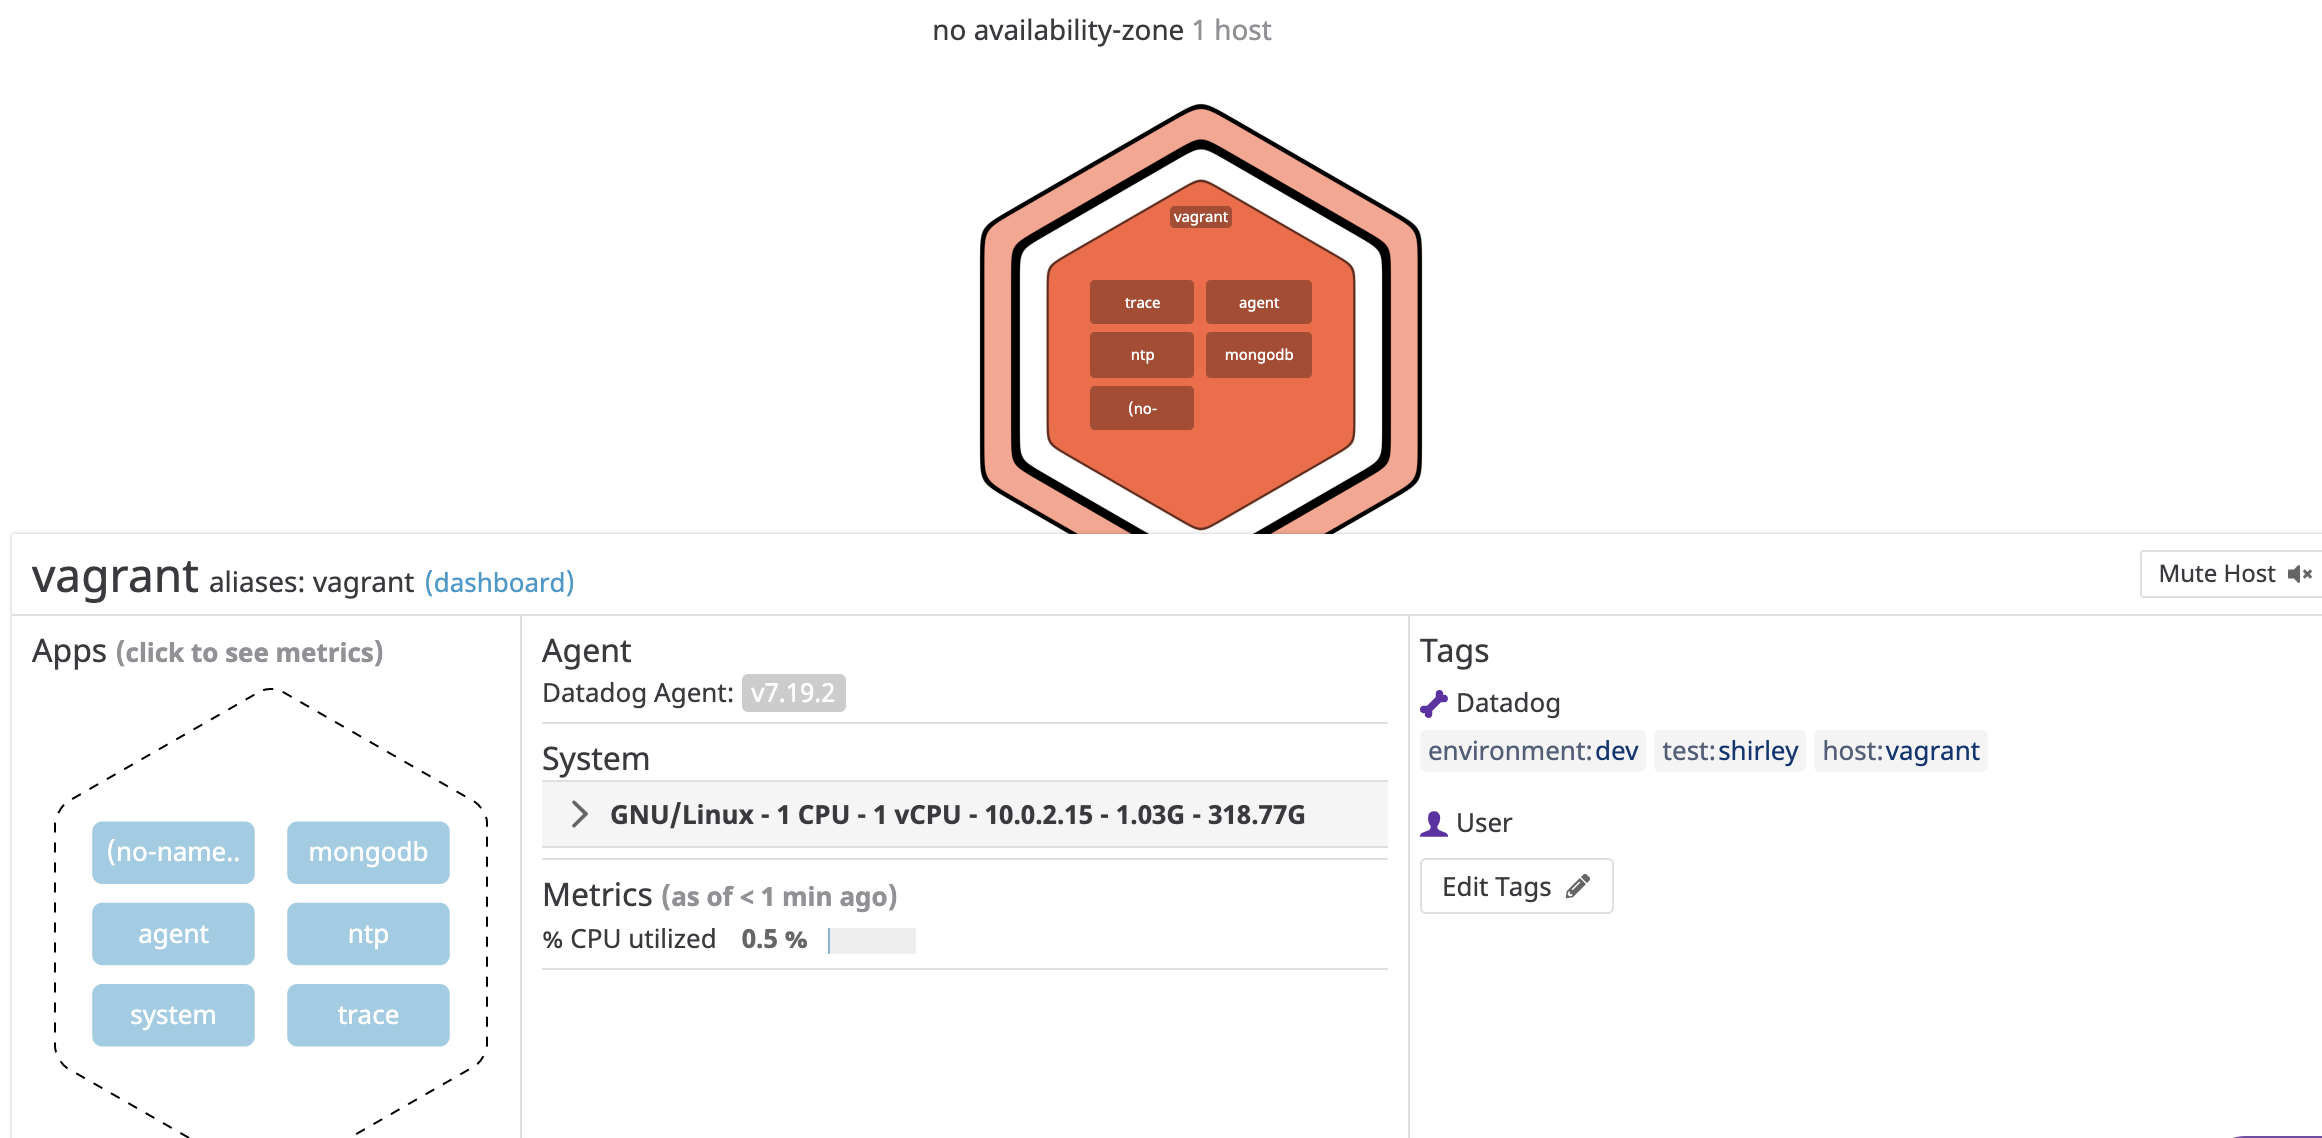 no availability-zone 1 host
vagrant
trace agent
ntp mongodb
(no-
vagrant aliases: vagrant (dashboard)
Mute Host
Apps (click to see metrics)
(no-name.. mongodb
agent ntp
system trace
Agent
Datadog Agent: v7.19.2
System
GNU/Linux - 1 CPU - 1 vCPU - 10.0.2.15 - 1.03G - 318.77G
Metrics (as of < 1 min ago)
% CPU utilized 0.5 %
Tags
Datadog
environment:dev test:shirley host:vagrant
User
Edit Tags